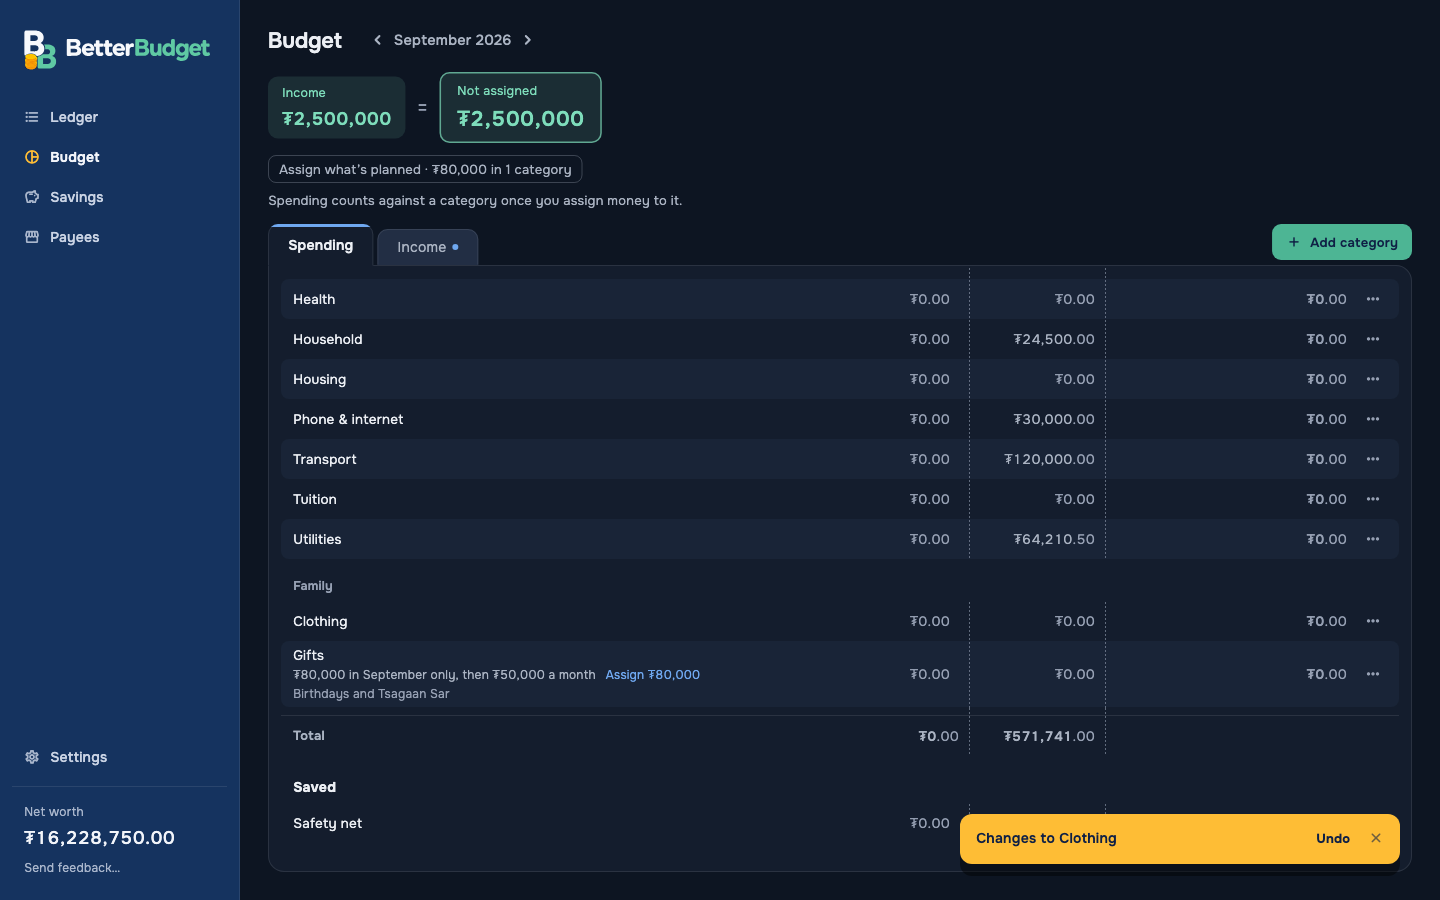 BetterBudget
Ledger
Budget
Savings
Payees
Settings
Net worth
₮16,228,750.00
Send feedback...
Budget
September 2026
Income
₮2,500,000
=
Not assigned
₮2,500,000
Assign what's planned · ₮80,000 in 1 category
Spending counts against a category once you assign money to it.
Spending
Income
+ Add category
Health ₮0.00 ₮0.00 ₮0.00
Household ₮0.00 ₮24,500.00 ₮0.00
Housing ₮0.00 ₮0.00 ₮0.00
Phone & internet ₮0.00 ₮30,000.00 ₮0.00
Transport ₮0.00 ₮120,000.00 ₮0.00
Tuition ₮0.00 ₮0.00 ₮0.00
Utilities ₮0.00 ₮64,210.50 ₮0.00
Family
Clothing ₮0.00 ₮0.00 ₮0.00
Gifts
₮80,000 in September only, then ₮50,000 a month Assign ₮80,000
₮0.00 ₮0.00 ₮0.00
Birthdays and Tsagaan Sar
Total ₮0.00 ₮571,741.00
Saved
Safety net ₮0.00
Changes to Clothing
Undo